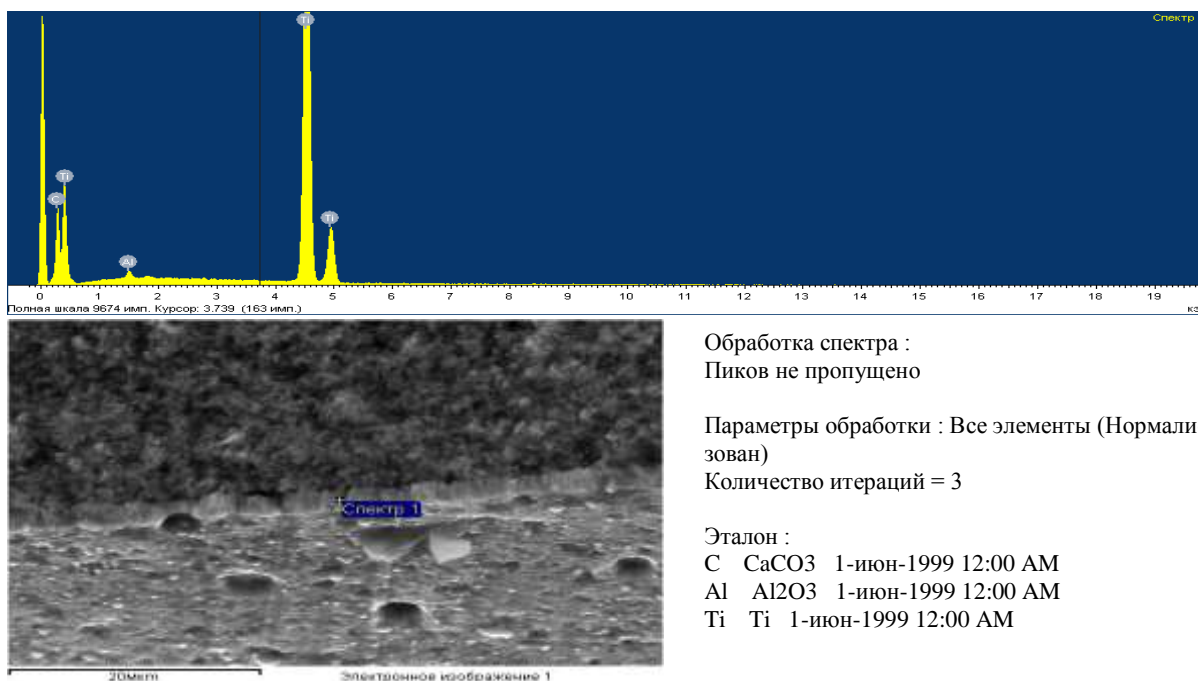 Спектр
Ti
Ti
C
Ti
Al
0 1 2 3 4 5 6 7 8 9 10 11 12 13 14 15 16 17 18 19
Полная шкала 9674 имп. Курсор: 3.739 (163 имп.)
кэ
Спектр 1
20мкm
Электронное изображение 1
Обработка спектра :
Пиков не пропущено
Параметры обработки : Все элементы (Нормали
зован)
Количество итераций = 3
Эталон :
C CaCO3 1-июн-1999 12:00 AM
Al Al2O3 1-июн-1999 12:00 AM
Ti Ti 1-июн-1999 12:00 AM